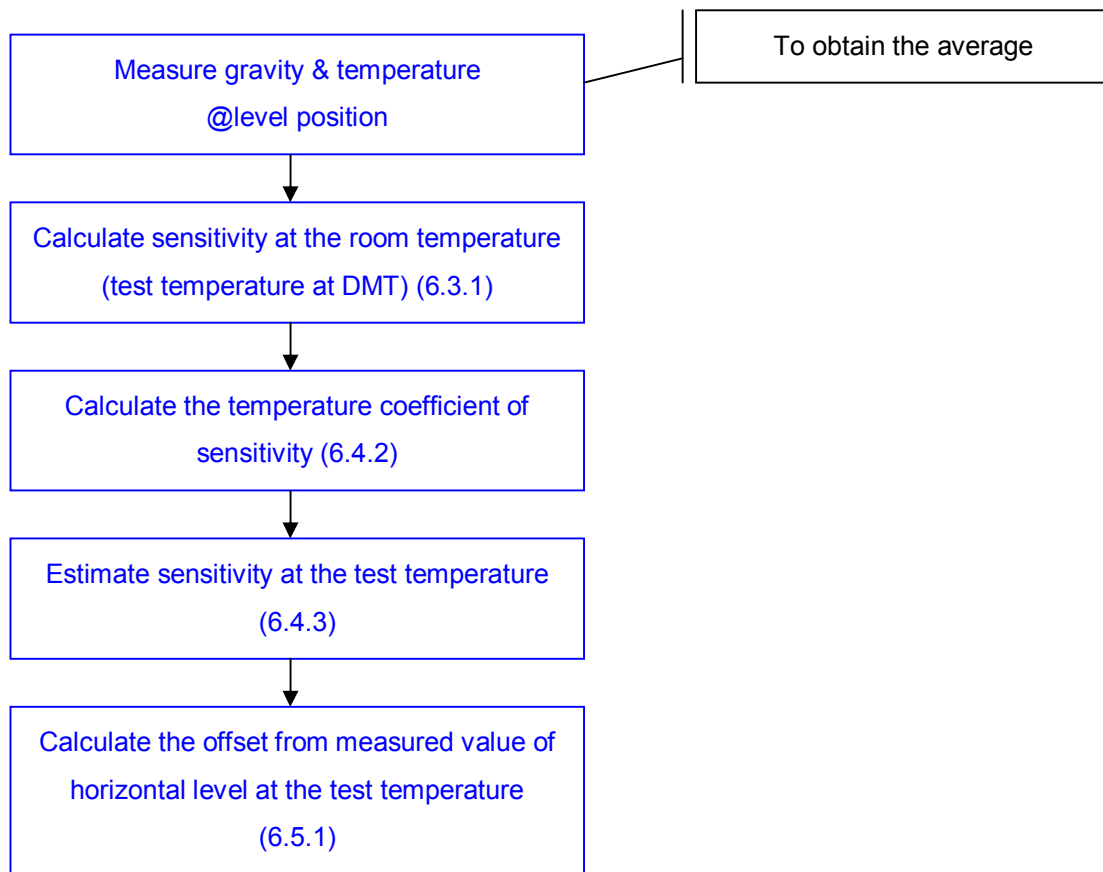 Measure gravity & temperature
@level position
To obtain the average
Calculate sensitivity at the room temperature
(test temperature at DMT) (6.3.1)
Calculate the temperature coefficient of
sensitivity (6.4.2)
Estimate sensitivity at the test temperature
(6.4.3)
Calculate the offset from measured value of
horizontal level at the test temperature
(6.5.1)